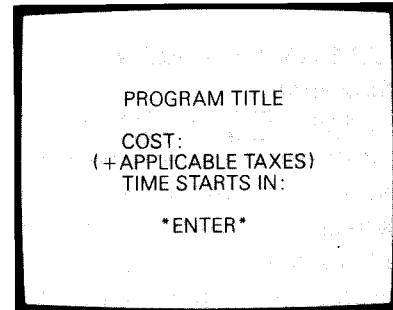 PROGRAM TITLE
COST:
(+APPLICABLE TAXES)
TIME STARTS IN:
*ENTER*